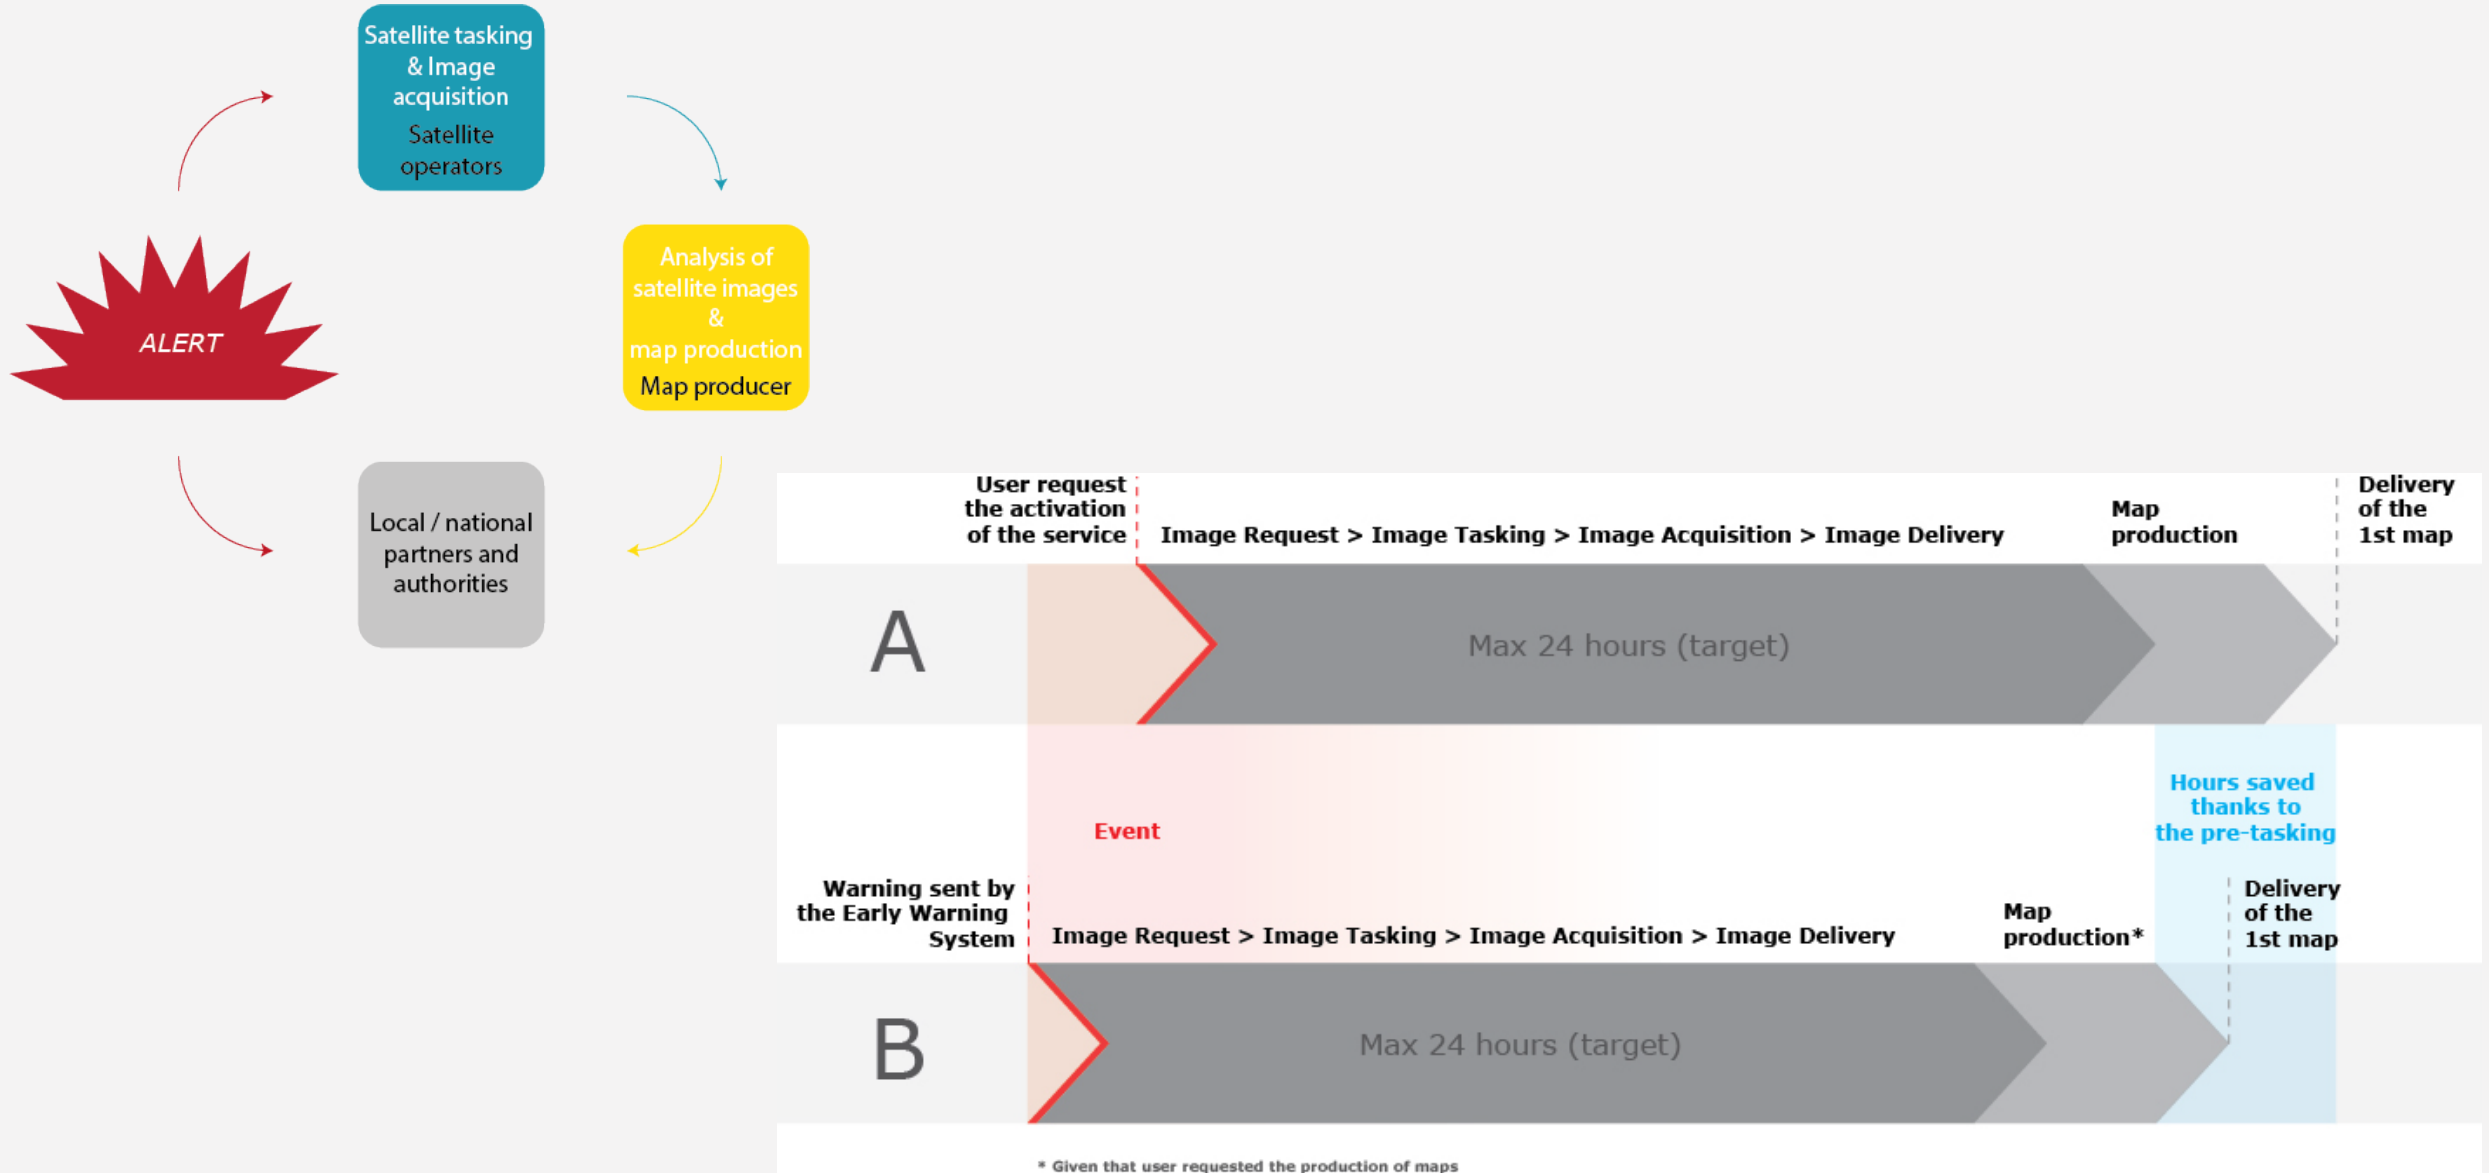 Satellite tasking
& Image
acquisition
Satellite
operators
ALERT
Analysis of
satellite images
&
map production
Map producer
Local / national
partners and
authorities
User request
the activation
of the service
Image Request > Image Tasking > Image Acquisition > Image Delivery
Map
production
Delivery
of the
1st map
A
Max 24 hours (target)
Event
Hours saved
thanks to
the pre-tasking
Warning sent by
the Early Warning
System
Image Request > Image Tasking > Image Acquisition > Image Delivery
Map
production*
Delivery
of the
1st map
B
Max 24 hours (target)
* Given that user requested the production of maps